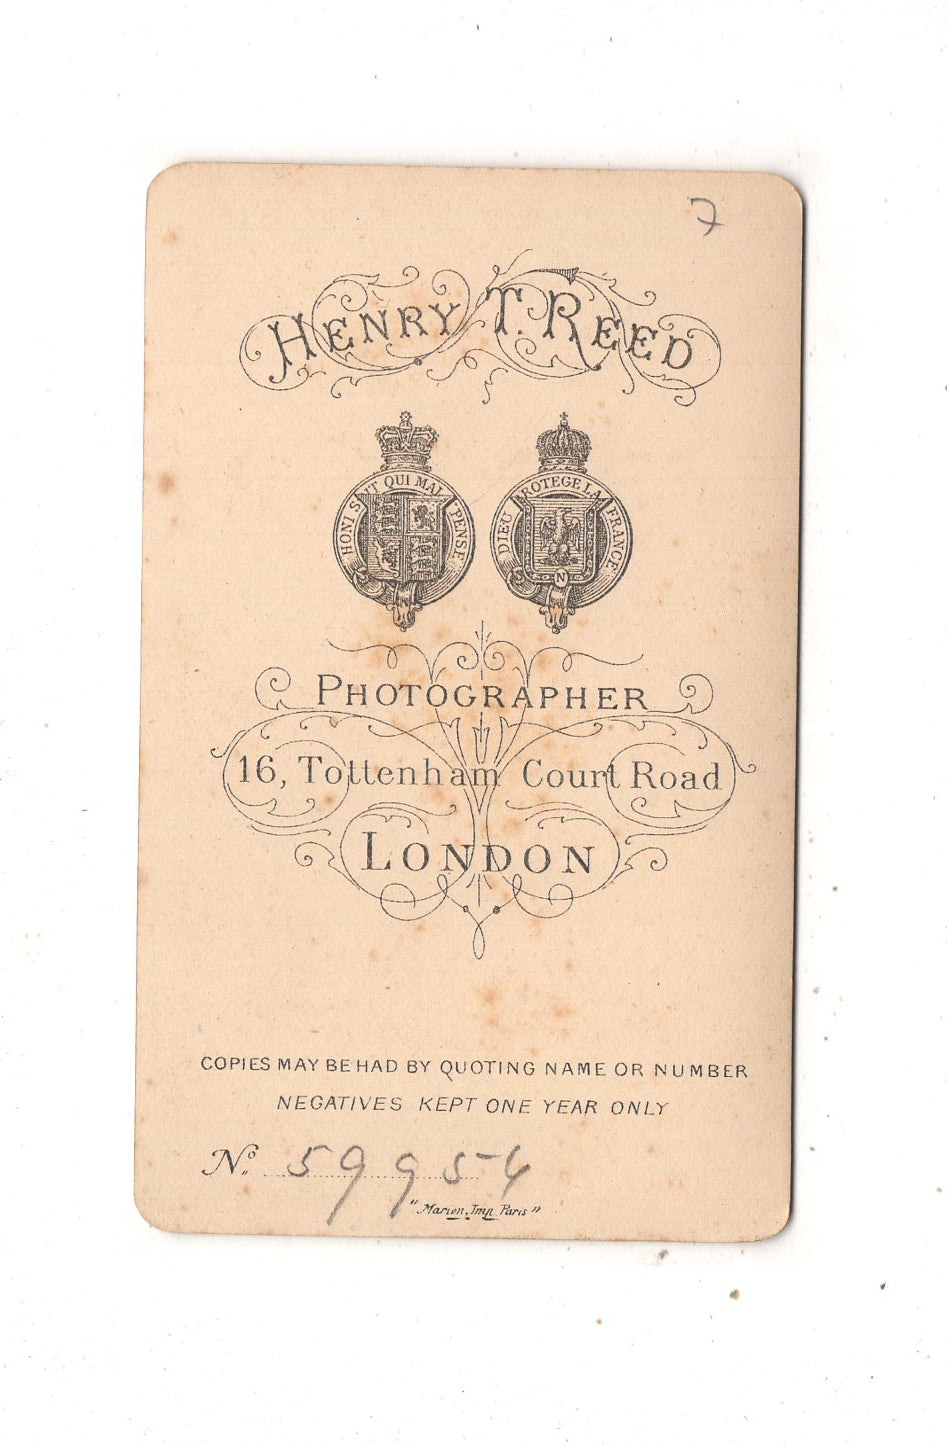 7
HENRY T. REED
HONI SOIT QUI MAL Y PENSE
DIEU PROTEGE LA FRANCE
N
PHOTOGRAPHER
16, Tottenham Court Road
LONDON
COPIES MAY BE HAD BY QUOTING NAME OR NUMBER
NEGATIVES KEPT ONE YEAR ONLY
No. 59954
"Marion, Imp. Paris"